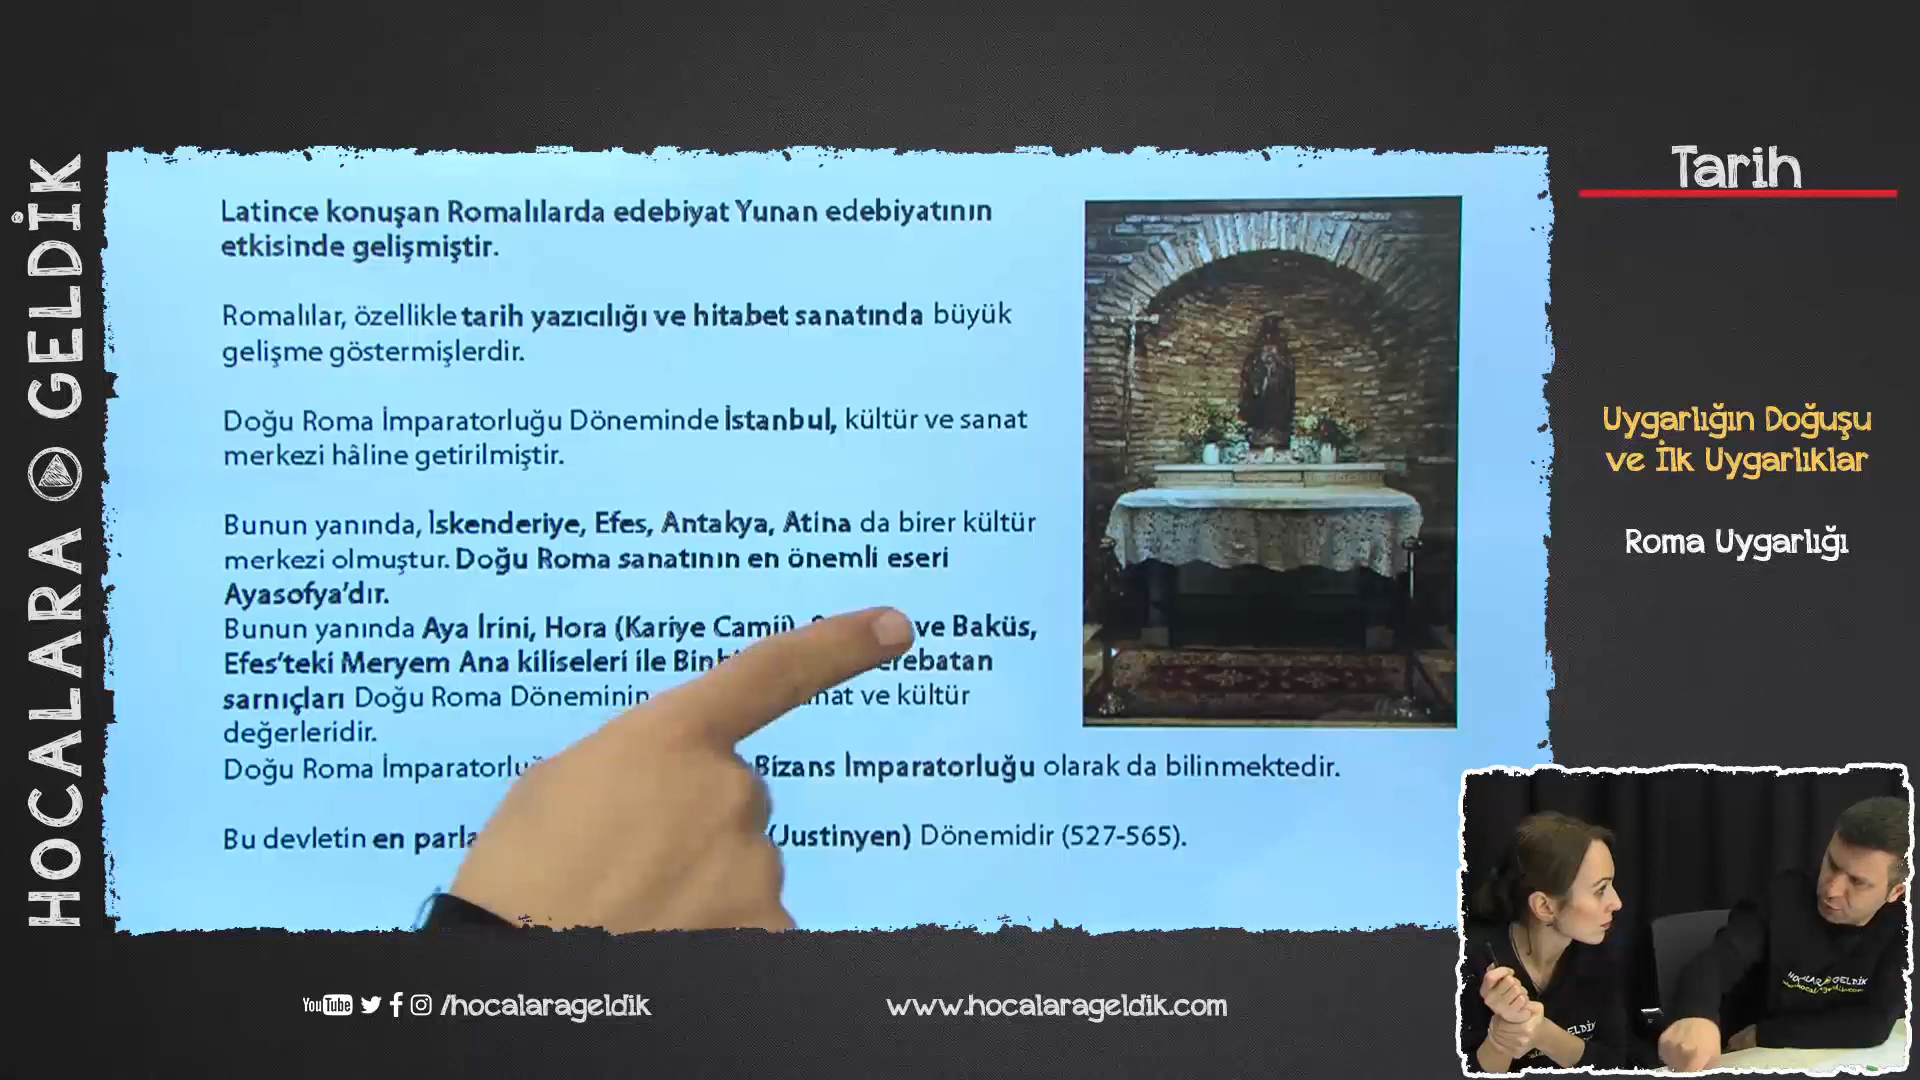 HOCALARA GELDİK
Tarih
Uygarlığın Doğuşu
ve İlk Uygarlıklar
Roma Uygarlığı
Latince konuşan Romalılarda edebiyat Yunan edebiyatının
etkisinde gelişmiştir.
Romalılar, özellikle tarih yazıcılığı ve hitabet sanatında büyük
gelişme göstermişlerdir.
Doğu Roma İmparatorluğu Döneminde İstanbul, kültür ve sanat
merkezi hâline getirilmiştir.
Bunun yanında, İskenderiye, Efes, Antakya, Atina da birer kültür
merkezi olmuştur. Doğu Roma sanatının en önemli eseri
Ayasofya'dır.
Bunun yanında Aya İrini, Hora (Kariye Camii), ve Baküs,
Efes'teki Meryem Ana kiliseleri ile
sarnıçları Doğu Roma Döneminin ve kültür
değerleridir.
Doğu Roma Bizans İmparatorluğu olarak da bilinmektedir.
Bu devletin en (Justinyen) Dönemidir (527-565).
You Tube /hocalarageldik
www.hocalarageldik.com